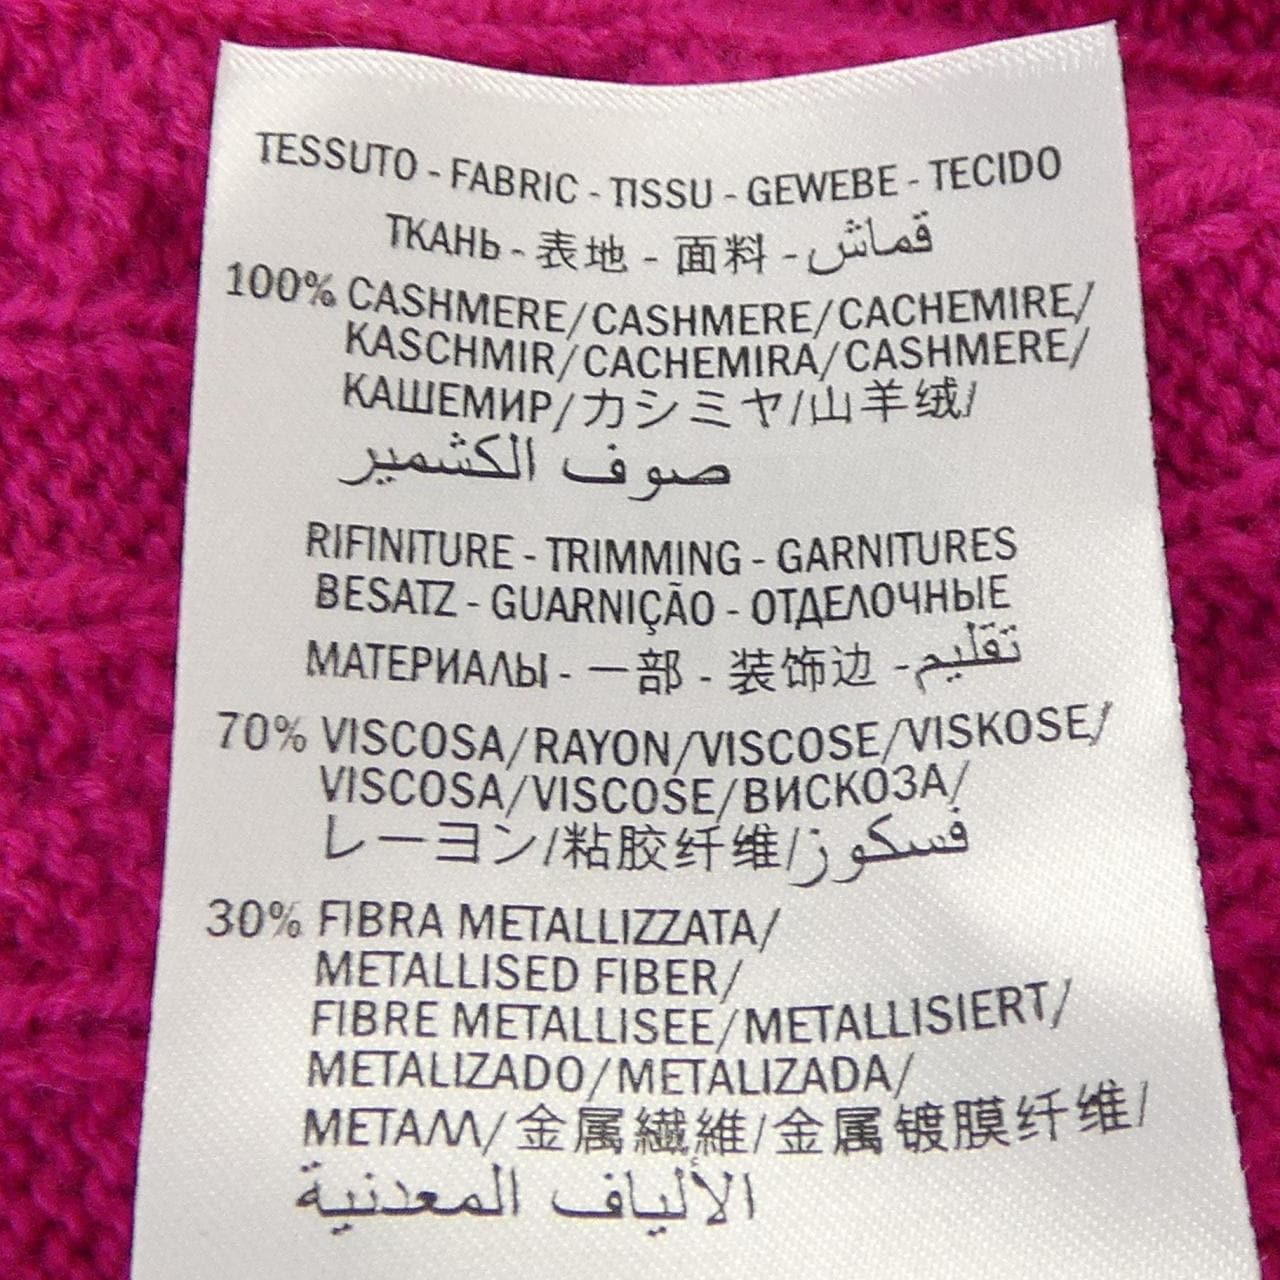 TESSUTO - FABRIC - TISSU - GEWEBE - TECIDO
ТКАНЬ - 表地 - 面料 - قماش
100% CASHMERE/CASHMERE/CACHEMIRE/
KASCHMIR/CACHEMIRA/CASHMERE/
КАШЕМИР/カシミヤ/山羊绒/
صوف الكشمير
RIFINITURE - TRIMMING - GARNITURES
BESATZ - GUARNIÇÃO - ОТДЕЛОЧНЫЕ
МАТЕРИАЛЫ - 一部 - 装饰边 - تقليم
70% VISCOSA/RAYON/VISCOSE/VISKOSE/
VISCOSA/VISCOSE/ВИСКОЗА/
レーヨン/粘胶纤维/فسكوز
30% FIBRA METALLIZZATA/
METALLISED FIBER/
FIBRE METALLISEE/METALLISIERT/
METALIZADO/METALIZADA/
МЕТАЛЛ/金属繊維/金属镀膜纤维/
الألياف المعدنية